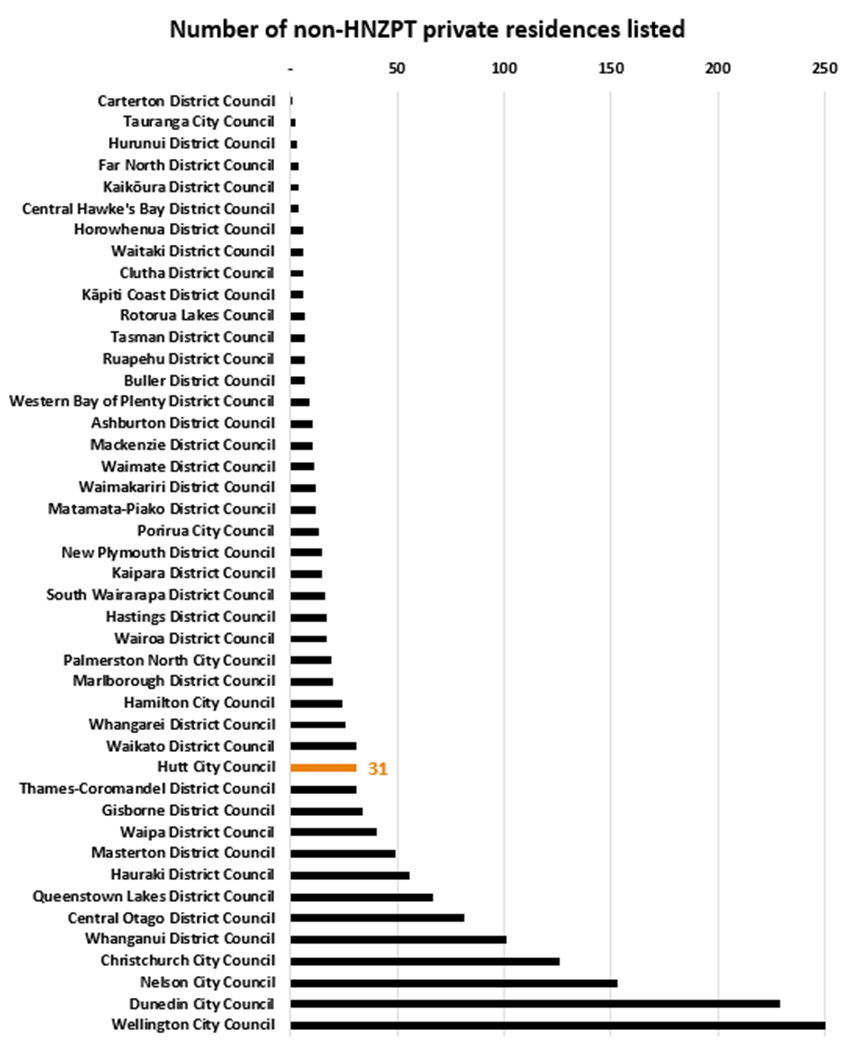 Number of non-HNZPT private residences listed
- 50 100 150 200 250
Carterton District Council
Tauranga City Council
Hurunui District Council
Far North District Council
Kaikōura District Council
Central Hawke's Bay District Council
Horowhenua District Council
Waitaki District Council
Clutha District Council
Kāpiti Coast District Council
Rotorua Lakes Council
Tasman District Council
Ruapehu District Council
Buller District Council
Western Bay of Plenty District Council
Ashburton District Council
Mackenzie District Council
Waimate District Council
Waimakariri District Council
Matamata-Piako District Council
Porirua City Council
New Plymouth District Council
Kaipara District Council
South Wairarapa District Council
Hastings District Council
Wairoa District Council
Palmerston North City Council
Marlborough District Council
Hamilton City Council
Whangarei District Council
Waikato District Council
Hutt City Council 31
Thames-Coromandel District Council
Gisborne District Council
Waipa District Council
Masterton District Council
Hauraki District Council
Queenstown Lakes District Council
Central Otago District Council
Whanganui District Council
Christchurch City Council
Nelson City Council
Dunedin City Council
Wellington City Council